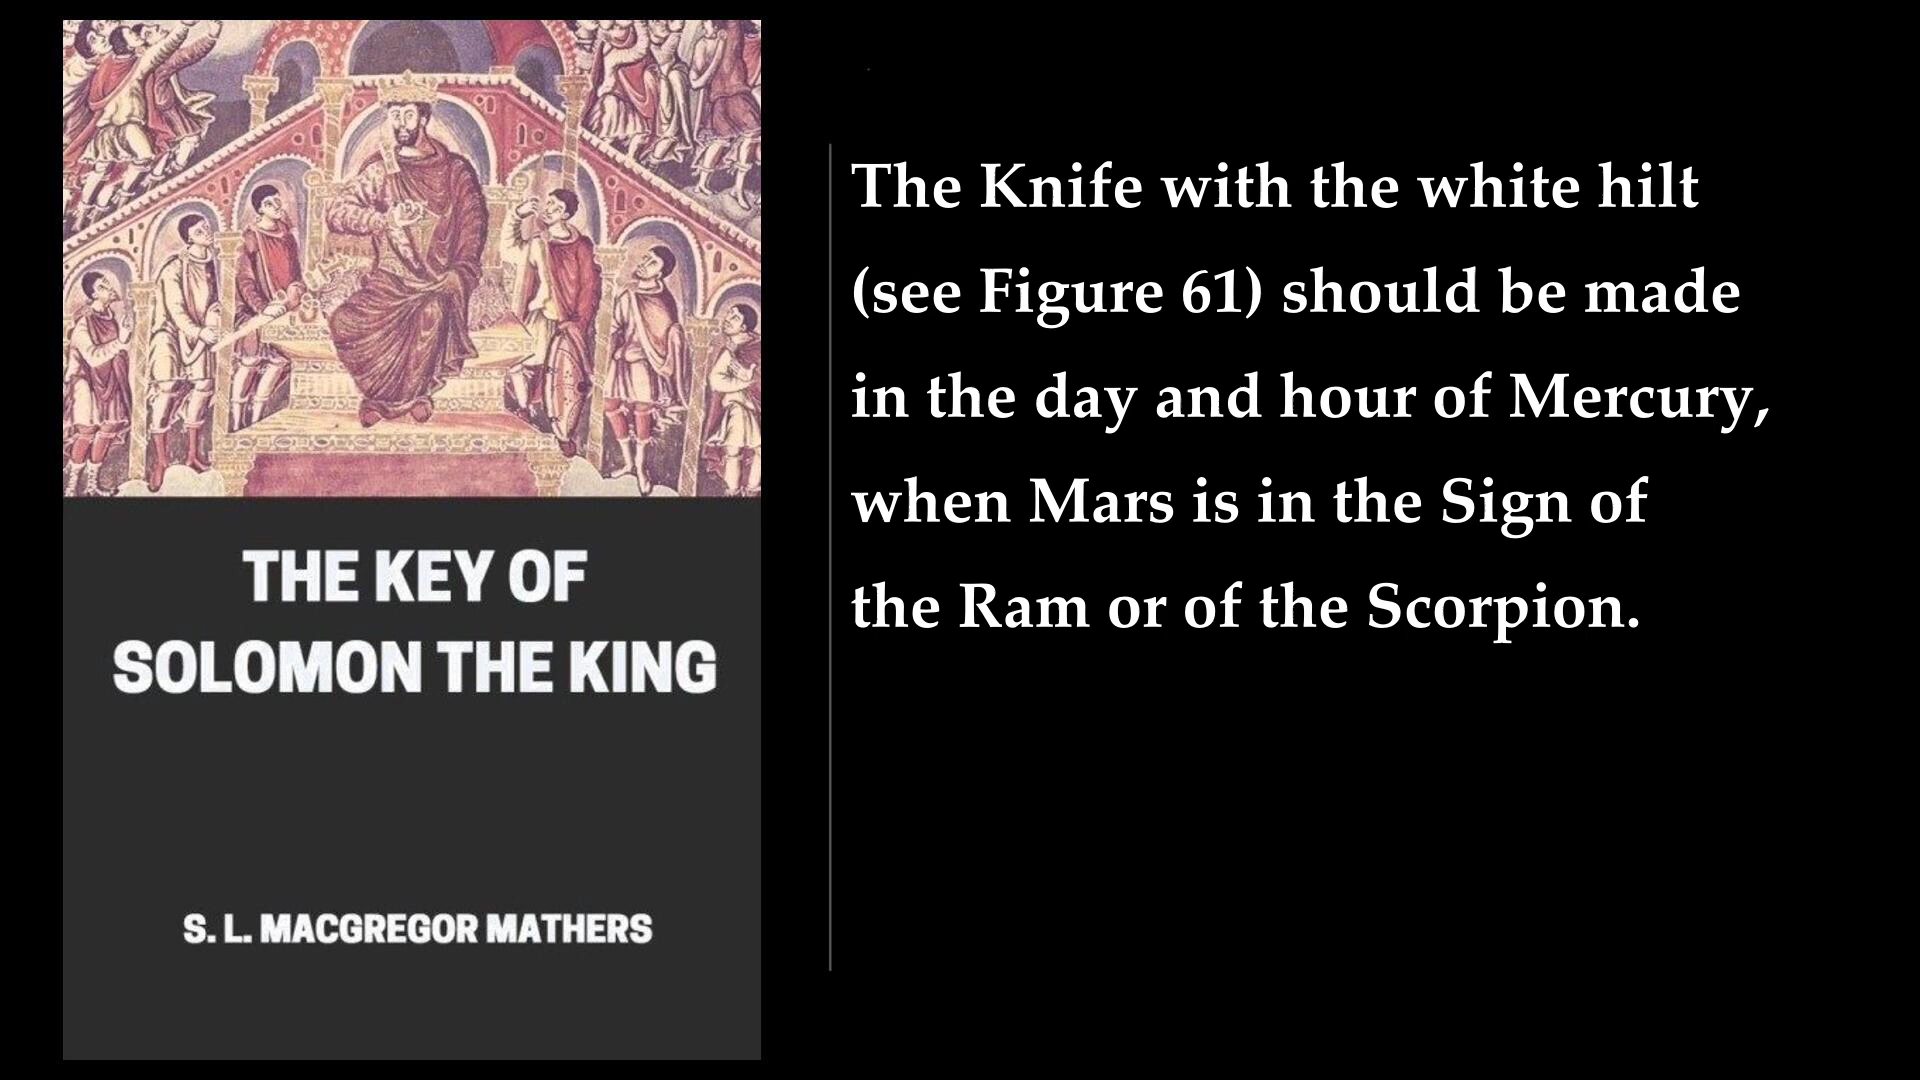 THE KEY OF
SOLOMON THE KING
S. L. MACGREGOR MATHERS
The Knife with the white hilt
(see Figure 61) should be made
in the day and hour of Mercury,
when Mars is in the Sign of
the Ram or of the Scorpion.